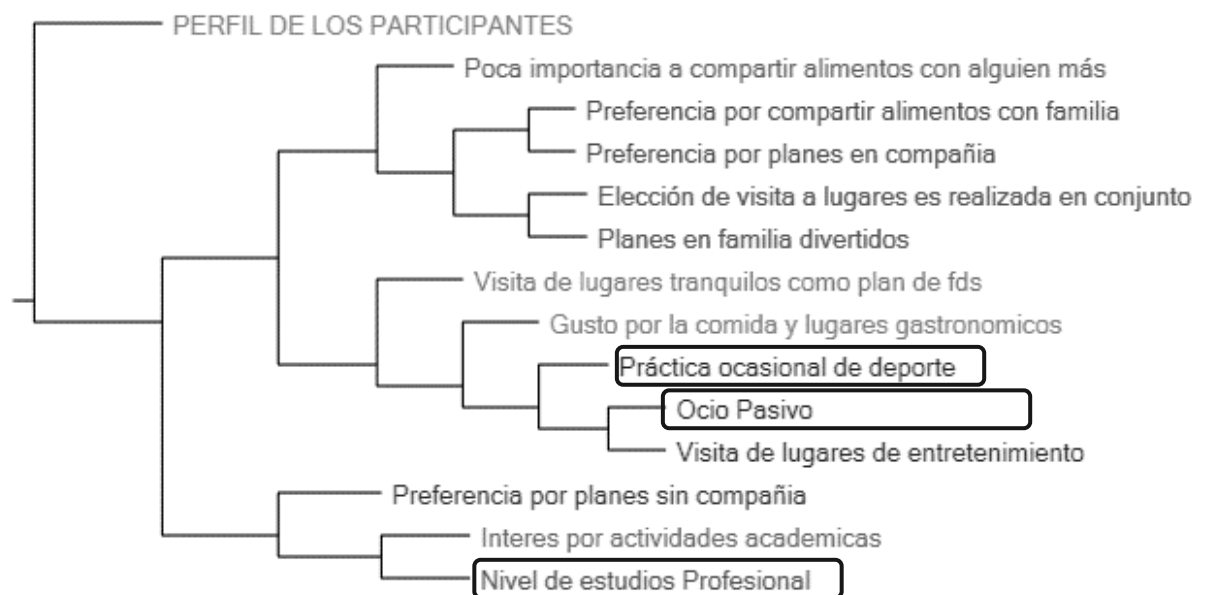 PERFIL DE LOS PARTICIPANTES
Poca importancia a compartir alimentos con alguien más
Preferencia por compartir alimentos con familia
Preferencia por planes en compañia
Elección de visita a lugares es realizada en conjunto
Planes en familia divertidos
Visita de lugares tranquilos como plan de fds
Gusto por la comida y lugares gastronomicos
Práctica ocasional de deporte
Ocio Pasivo
Visita de lugares de entretenimiento
Preferencia por planes sin compañia
Interes por actividades academicas
Nivel de estudios Profesional